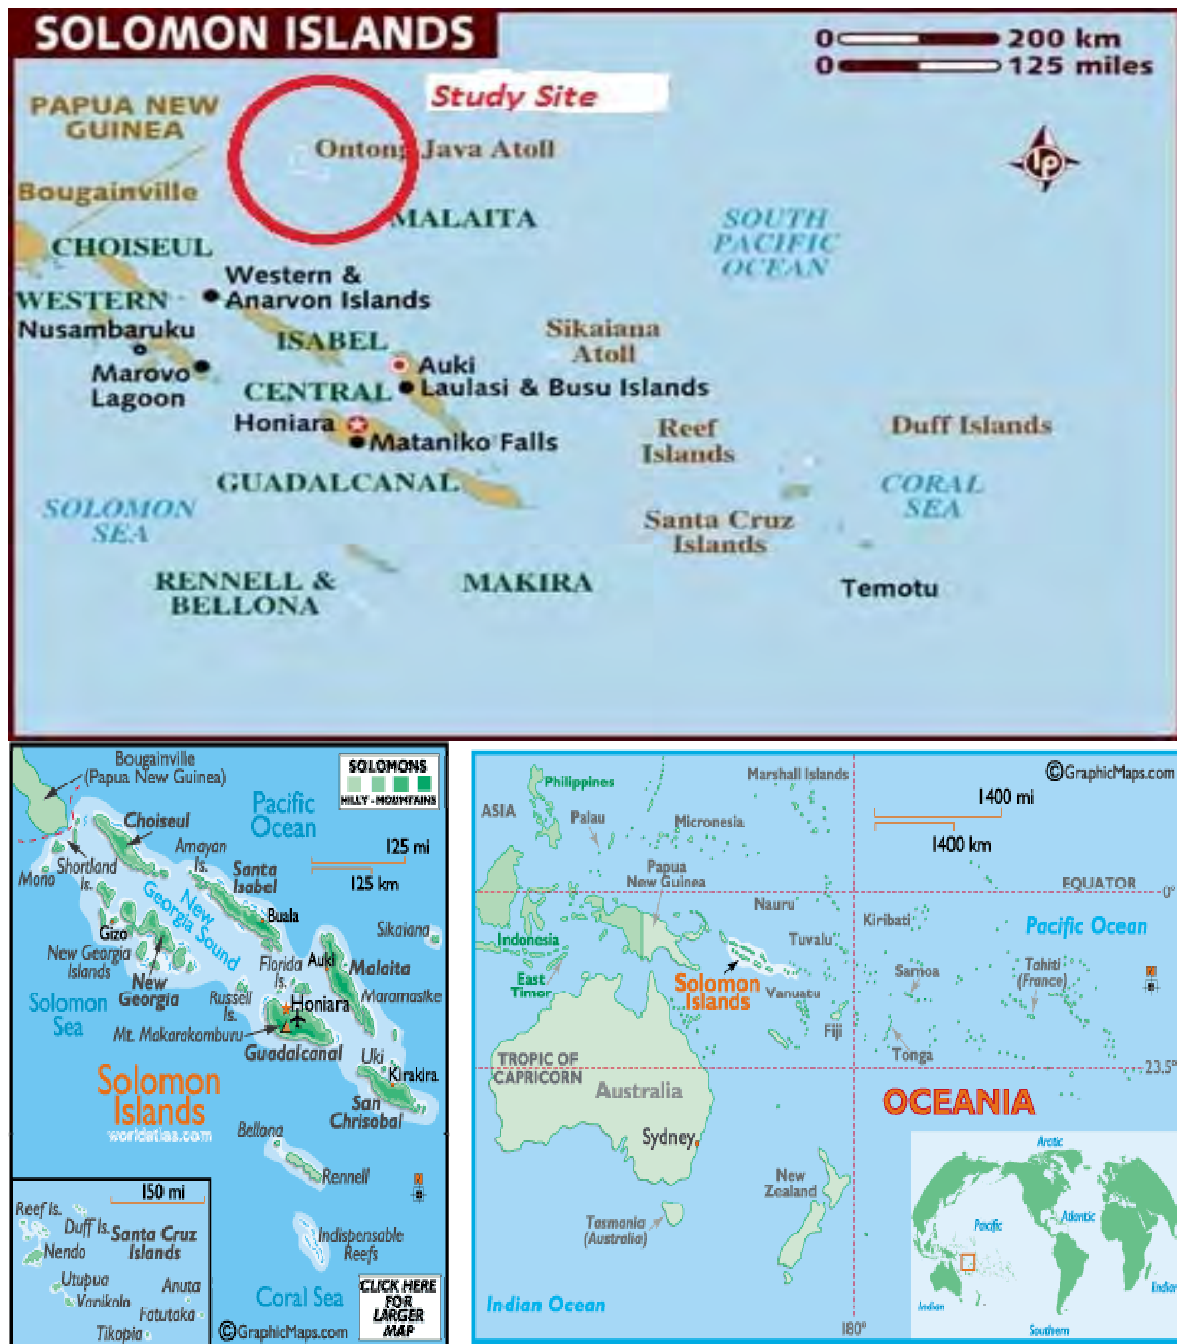 SOLOMON ISLANDS
0 200 km
0 125 miles
Study Site
PAPUA NEW
GUINEA
Ontong Java Atoll
lp
Bougainville
MALAITA
SOUTH
PACIFIC
OCEAN
CHOISEUL
Western &
Anarvon Islands
WESTERN
Nusambaruku
ISABEL
Sikaiana
Atoll
Marovo
Lagoon
Auki
CENTRAL
Laulasi & Busu Islands
Honiara
Mataniko Falls
Reef
Islands
Duff Islands
GUADALCANAL
SOLOMON
SEA
CORAL
SEA
Santa Cruz
Islands
RENNELL &
BELLONA
MAKIRA
Temotu
Bougainville
(Papua New Guinea)
SOLOMONS
HILLY - MOUNTAINS
Pacific
Ocean
Choiseul
125 mi
125 km
Amayan
Is.
Shortland
Is.
Mono
Santa
Isabel
New
Georgia Sound
Buala
Gizo
Sikaiana
New Georgia
Islands
New
Georgia
Florida
Is.
Auki
Malaita
Maramasike
Russell
Is.
Solomon
Sea
Honiara
Mt. Makarakomburu
Guadalcanal
Uki
Kirakira
Solomon
Islands
worldatlas.com
San
Chrisobal
Bellona
Rennell
N
150 mi
Reef Is.
Duff Is.
Santa Cruz
Islands
Nendo
Utupua
Vanikolo
Anuta
Fatutaka
Tikopia
Indispensable
Reefs
Coral Sea
CLICK HERE
FOR
LARGER
MAP
©GraphicMaps.com
Philippines
Marshall Islands
©GraphicMaps.com
ASIA
1400 mi
1400 km
Palau
Micronesia
Papua
New Guinea
EQUATOR
0°
Nauru
Kiribati
Pacific Ocean
Indonesia
Tuvalu
East
Timor
Solomon
Islands
Samoa
Tahiti
(France)
N
Vanuatu
Fiji
Tonga
TROPIC OF
CAPRICORN
23.5°
Australia
OCEANIA
Sydney
New
Zealand
Tasmania
(Australia)
Arctic
Pacific
Atlantic
Indian
Indian
Southern
Indian Ocean
180°